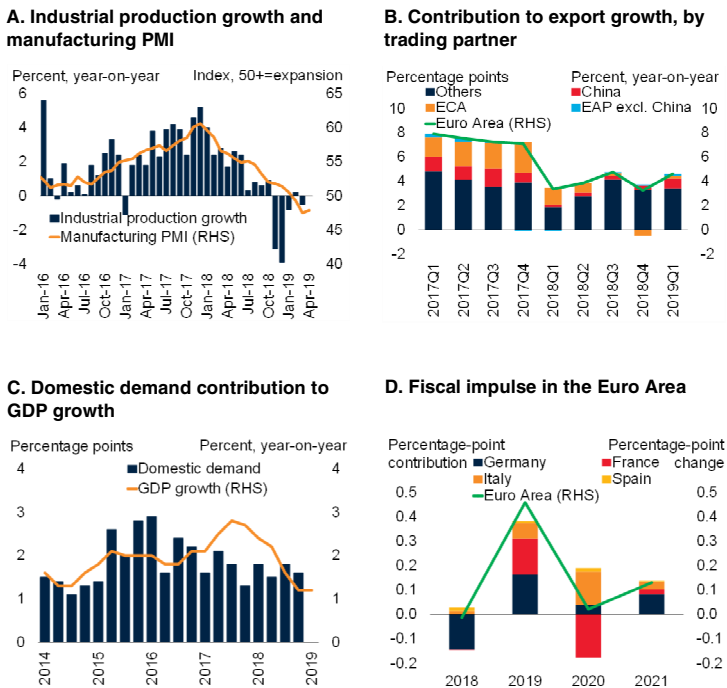 A. Industrial production growth and
manufacturing PMI
Percent, year-on-year Index, 50+=expansion
6 65
4 60
2 55
0 50
-2 45
-4 40
Industrial production growth
Manufacturing PMI (RHS)
Jan-16 Apr-16 Jul-16 Oct-16 Jan-17 Apr-17 Jul-17 Oct-17 Jan-18 Apr-18 Jul-18 Oct-18 Jan-19 Apr-19
B. Contribution to export growth, by
trading partner
Percentage points Percent, year-on-year
Others China
ECA EAP excl. China
Euro Area (RHS)
10 10
8 8
6 6
4 4
2 2
0 0
-2 -2
2017Q1 2017Q2 2017Q3 2017Q4 2018Q1 2018Q2 2018Q3 2018Q4 2019Q1
C. Domestic demand contribution to
GDP growth
Percentage points Percent, year-on-year
4 4
Domestic demand
GDP growth (RHS)
3 3
2 2
1 1
0 0
2014 2015 2016 2017 2018 2019
D. Fiscal impulse in the Euro Area
Percentage-point Percentage-point
contribution Germany France change
Italy Spain
Euro Area (RHS)
0.5 0.5
0.4 0.4
0.3 0.3
0.2 0.2
0.1 0.1
0.0 0.0
-0.1 -0.1
-0.2 -0.2
2018 2019 2020 2021